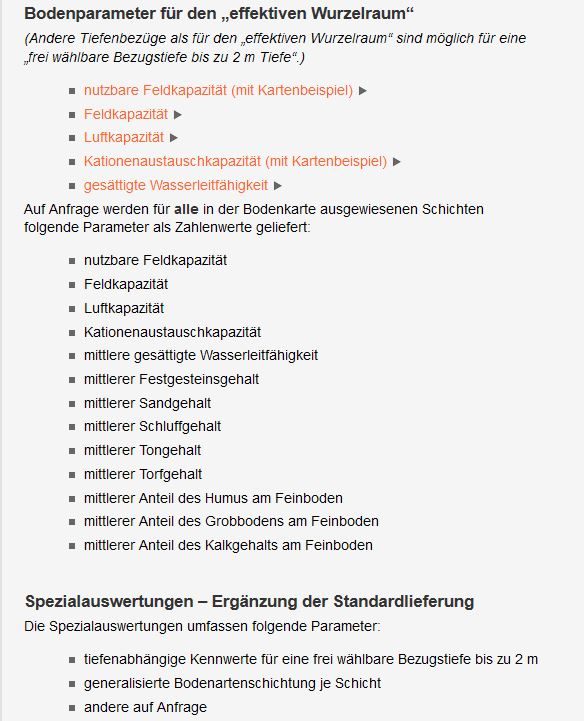 Bodenparameter für den „effektiven Wurzelraum“
(Andere Tiefenbezüge als für den „effektiven Wurzelraum“ sind möglich für eine
„frei wählbare Bezugstiefe bis zu 2 m Tiefe“.)
nutzbare Feldkapazität (mit Kartenbeispiel)
Feldkapazität
Luftkapazität
Kationenaustauschkapazität (mit Kartenbeispiel)
gesättigte Wasserleitfähigkeit
Auf Anfrage werden für alle in der Bodenkarte ausgewiesenen Schichten
folgende Parameter als Zahlenwerte geliefert:
nutzbare Feldkapazität
Feldkapazität
Luftkapazität
Kationenaustauschkapazität
mittlere gesättigte Wasserleitfähigkeit
mittlerer Festgesteinsgehalt
mittlerer Sandgehalt
mittlerer Schluffgehalt
mittlerer Tongehalt
mittlerer Torfgehalt
mittlerer Anteil des Humus am Feinboden
mittlerer Anteil des Grobbodens am Feinboden
mittlerer Anteil des Kalkgehalts am Feinboden
Spezialauswertungen – Ergänzung der Standardlieferung
Die Spezialauswertungen umfassen folgende Parameter:
tiefenabhängige Kennwerte für eine frei wählbare Bezugstiefe bis zu 2 m
generalisierte Bodenartenschichtung je Schicht
andere auf Anfrage